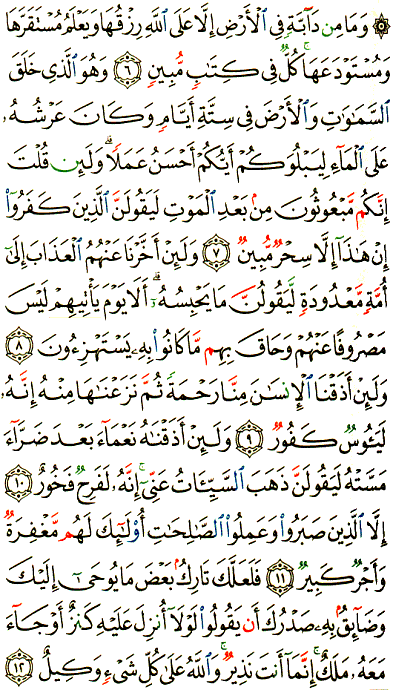 ۞ وَمَا مِن دَآبَّةٍ فِي ٱلْأَرْضِ إِلَّا عَلَى ٱللَّهِ رِزْقُهَا وَيَعْلَمُ مُسْتَقَرَّهَا
وَمُسْتَوْدَعَهَا ۚ كُلٌّ فِي كِتَٰبٍ مُّبِينٍ ٦ وَهُوَ ٱلَّذِي خَلَقَ
ٱلسَّمَٰوَٰتِ وَٱلْأَرْضَ فِي سِتَّةِ أَيَّامٍ وَكَانَ عَرْشُهُۥ
عَلَى ٱلْمَآءِ لِيَبْلُوَكُمْ أَيُّكُمْ أَحْسَنُ عَمَلًا ۗ وَلَئِن قُلْتَ
إِنَّكُم مَّبْعُوثُونَ مِنۢ بَعْدِ ٱلْمَوْتِ لَيَقُولَنَّ ٱلَّذِينَ كَفَرُوٓا۟
إِنْ هَٰذَآ إِلَّا سِحْرٌ مُّبِينٌ ٧ وَلَئِنْ أَخَّرْنَا عَنْهُمُ ٱلْعَذَابَ إِلَىٰٓ
أُمَّةٍ مَّعْدُودَةٍ لَّيَقُولُنَّ مَا يَحْبِسُهُۥٓ ۗ أَلَا يَوْمَ يَأْتِيهِمْ لَيْسَ
مَصْرُوفًا عَنْهُمْ وَحَاقَ بِهِم مَّا كَانُوا۟ بِهِۦ يَسْتَهْزِءُونَ ٨
وَلَئِنْ أَذَقْنَا ٱلْإِنسَٰنَ مِنَّا رَحْمَةً ثُمَّ نَزَعْنَٰهَا مِنْهُ إِنَّهُۥ
لَيَـُٔوسٌ كَفُورٌ ٩ وَلَئِنْ أَذَقْنَٰهُ نَعْمَآءَ بَعْدَ ضَرَّآءَ
مَسَّتْهُ لَيَقُولَنَّ ذَهَبَ ٱلسَّيِّـَٔاتُ عَنِّيٓ ۚ إِنَّهُۥ لَفَرِحٌ فَخُورٌ ١٠
إِلَّا ٱلَّذِينَ صَبَرُوا۟ وَعَمِلُوا۟ ٱلصَّٰلِحَٰتِ أُو۟لَٰٓئِكَ لَهُم مَّغْفِرَةٌ
وَأَجْرٌ كَبِيرٌ ١١ فَلَعَلَّكَ تَارِكٌۢ بَعْضَ مَا يُوحَىٰٓ إِلَيْكَ
وَضَآئِقٌۢ بِهِۦ صَدْرُكَ أَن يَقُولُوا۟ لَوْلَآ أُنزِلَ عَلَيْهِ كَنزٌ أَوْ جَآءَ
مَعَهُۥ مَلَكٌ ۚ إِنَّمَآ أَنتَ نَذِيرٌ ۚ وَٱللَّهُ عَلَىٰ كُلِّ شَيْءٍ وَكِيلٌ ١٢